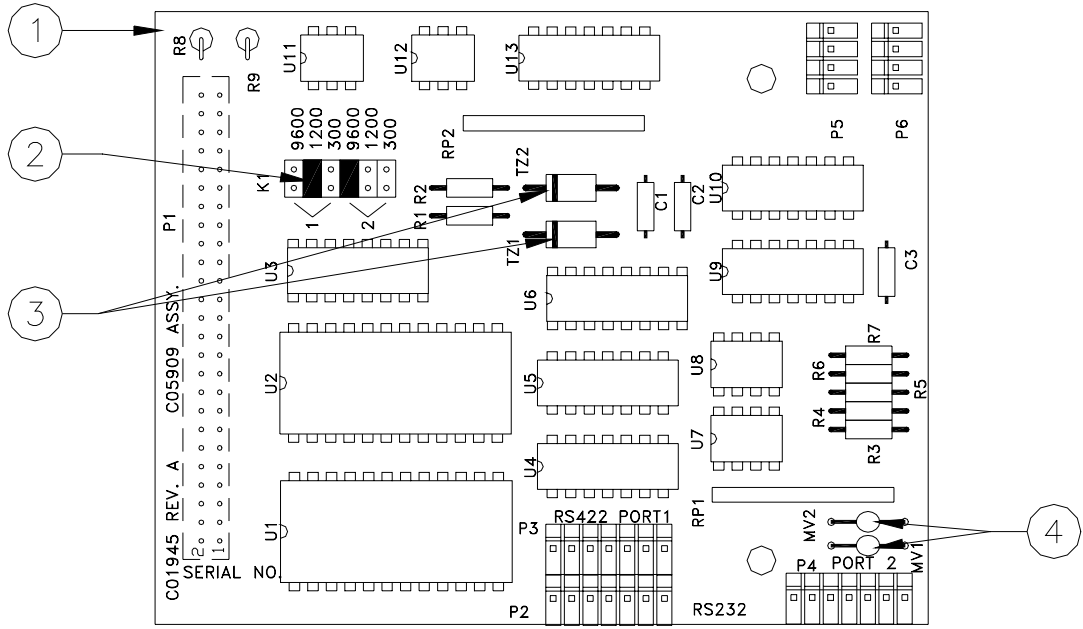 1
R8
R9
U11
U12
U13
P5
P6
2
9600
1200
300
9600
1200
300
K1
1
2
RP2
R2
R1
TZ2
TZ1
C1
C2
U10
P1
3
U3
U6
U9
C3
C01945 REV. A C05909 ASSY.
U2
U5
U8
R7
R6
R5
R4
R3
U4
U7
U1
RP1
MV2
MV1
4
2
1
SERIAL NO.
P3 RS422 PORT1
P2
RS232
P4 PORT 2